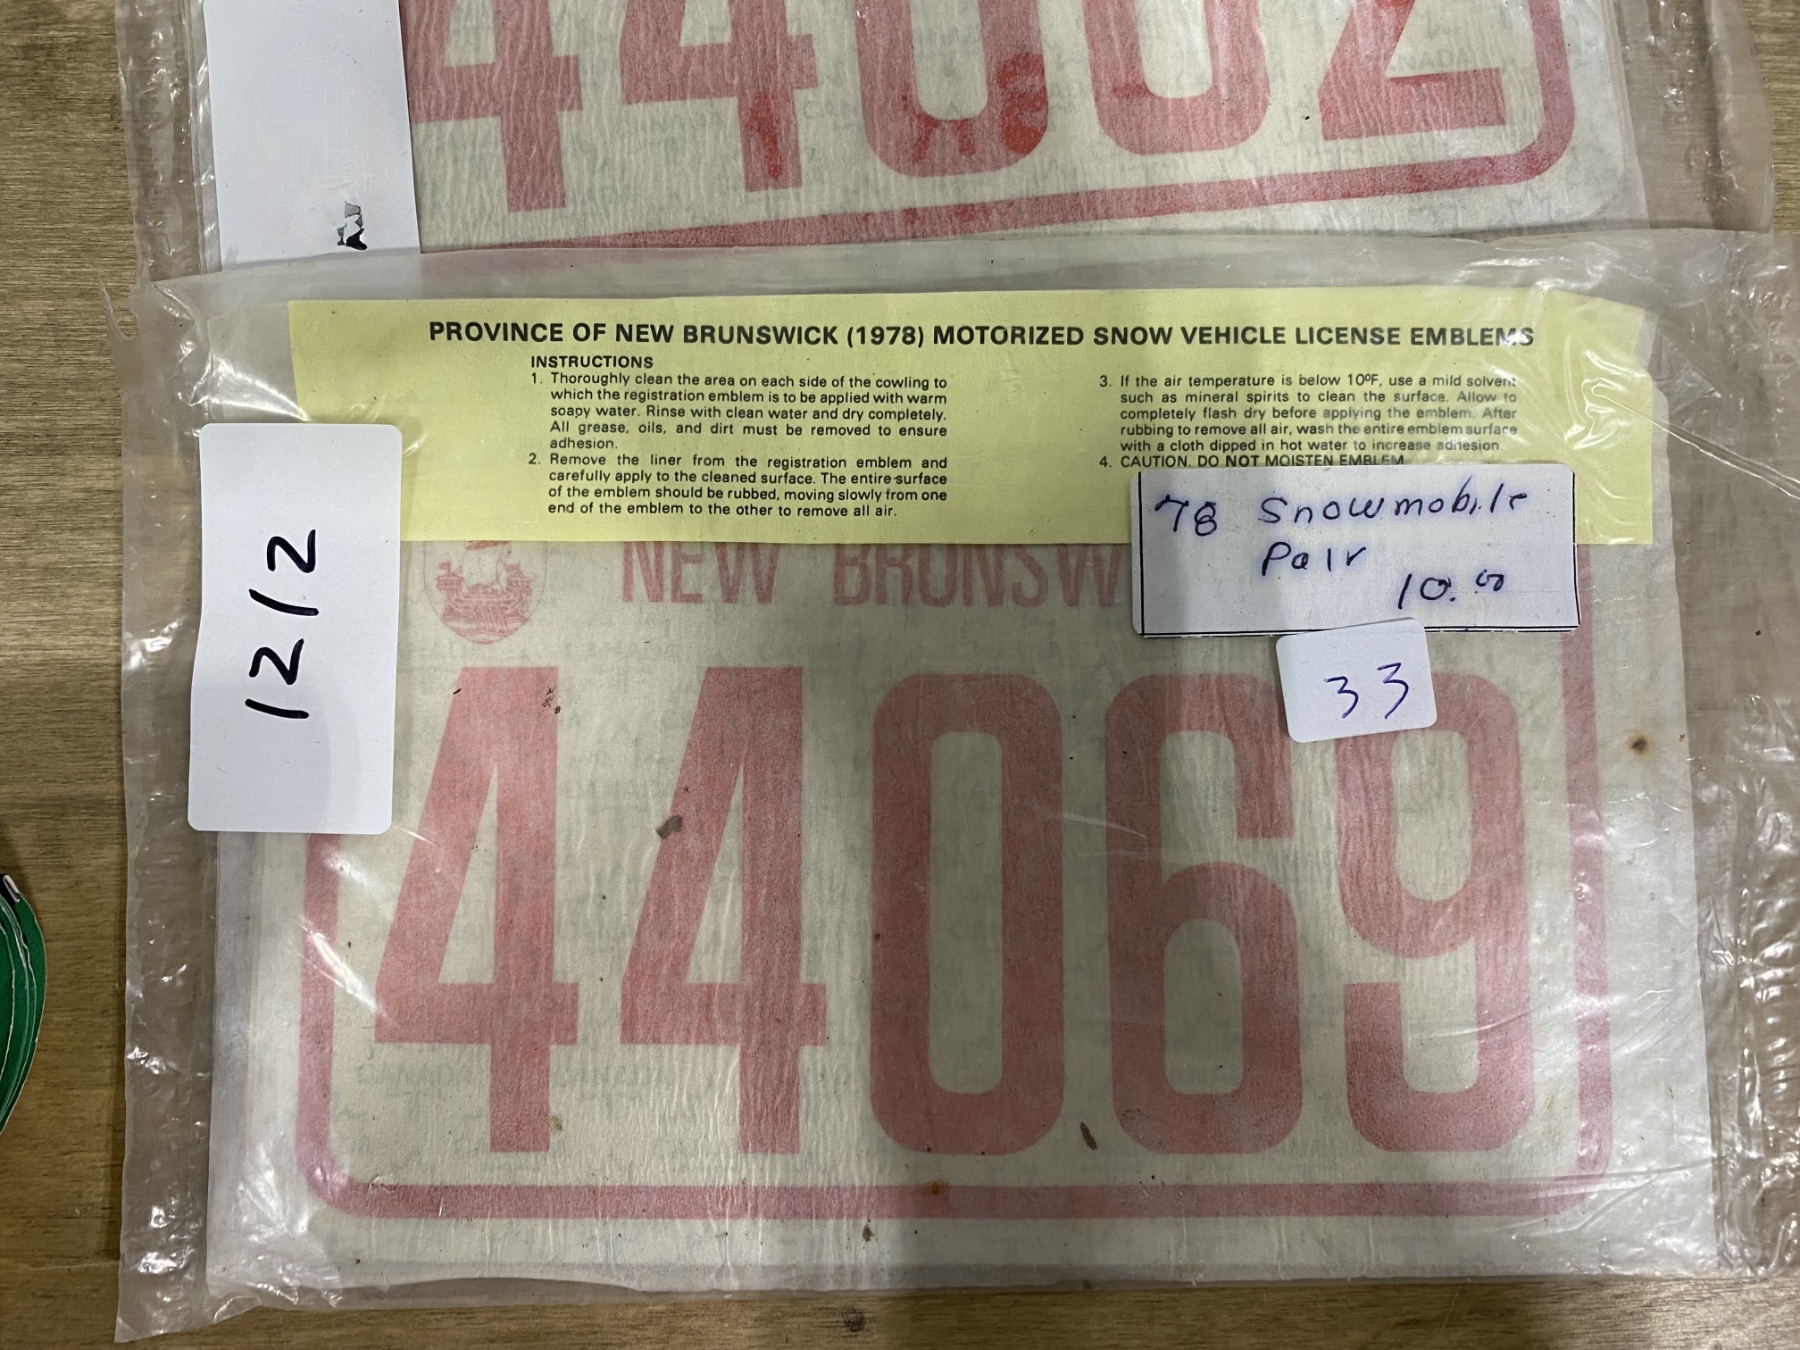 44002
PROVINCE OF NEW BRUNSWICK (1978) MOTORIZED SNOW VEHICLE LICENSE EMBLEMS
INSTRUCTIONS
1. Thoroughly clean the area on each side of the cowling to
which the registration emblem is to be applied with warm
soapy water. Rinse with clean water and dry completely.
All grease, oils, and dirt must be removed to ensure
adhesion.
2. Remove the liner from the registration emblem and
carefully apply to the cleaned surface. The entire surface
of the emblem should be rubbed, moving slowly from one
end of the emblem to the other to remove all air.
3. If the air temperature is below 10ºF, use a mild solvent
such as mineral spirits to clean the surface. Allow to
completely flash dry before applying the emblem. After
rubbing to remove all air, wash the entire emblem surface
with a cloth dipped in hot water to increase adhesion.
4. CAUTION. DO NOT MOISTEN EMBLEM
1212
78 Snowmobile
Pair
10.00
33
NEW BRUNSW
44069